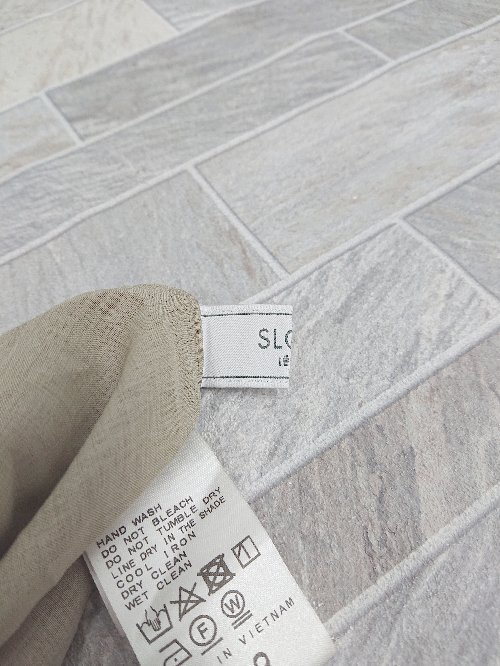 HAND WASH
DO NOT BLEACH
DO NOT TUMBLE DRY
LINE DRY IN THE SHADE
COOL IRON
DRY CLEAN
WET CLEAN
F W
IN VIETNAM